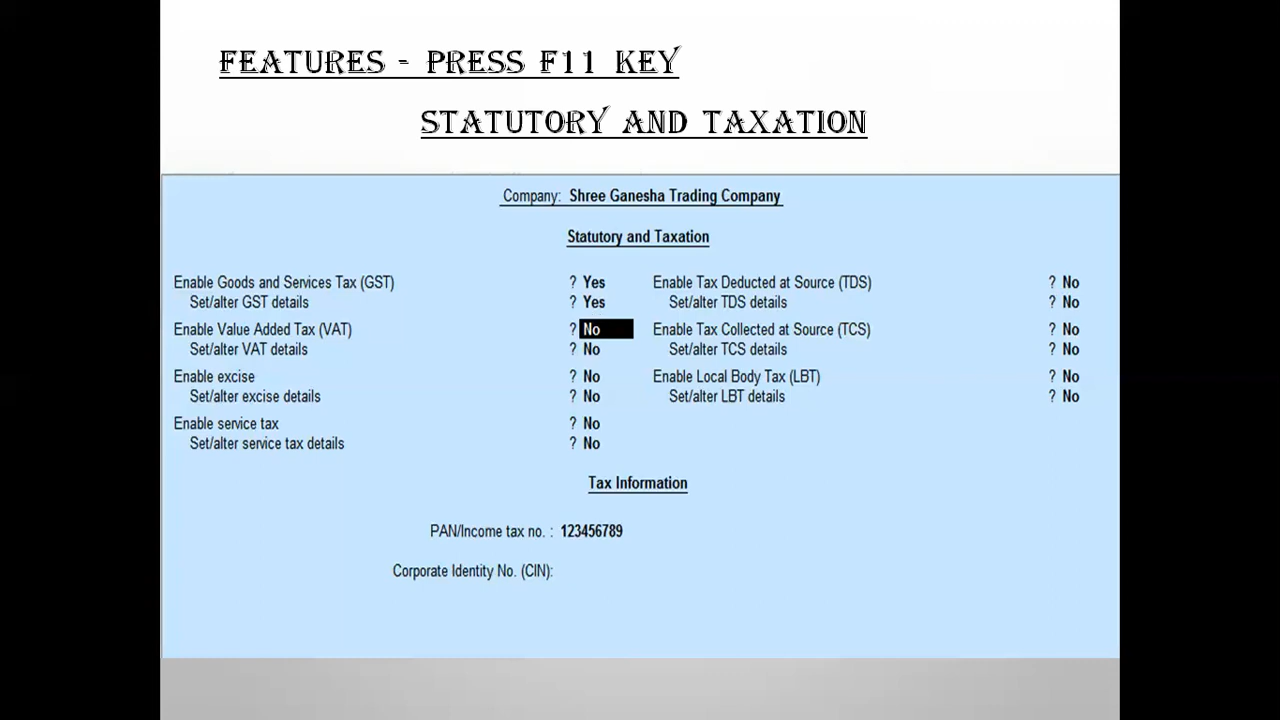 FEATURES - PRESS F11 KEY
STATUTORY AND TAXATION
Company: Shree Ganesha Trading Company
Statutory and Taxation
Enable Goods and Services Tax (GST) ? Yes Enable Tax Deducted at Source (TDS) ? No
Set/alter GST details ? Yes Set/alter TDS details ? No
Enable Value Added Tax (VAT) ? No Enable Tax Collected at Source (TCS) ? No
Set/alter VAT details ? No Set/alter TCS details ? No
Enable excise ? No Enable Local Body Tax (LBT) ? No
Set/alter excise details ? No Set/alter LBT details ? No
Enable service tax ? No
Set/alter service tax details ? No
Tax Information
PAN/Income tax no. : 123456789
Corporate Identity No. (CIN):